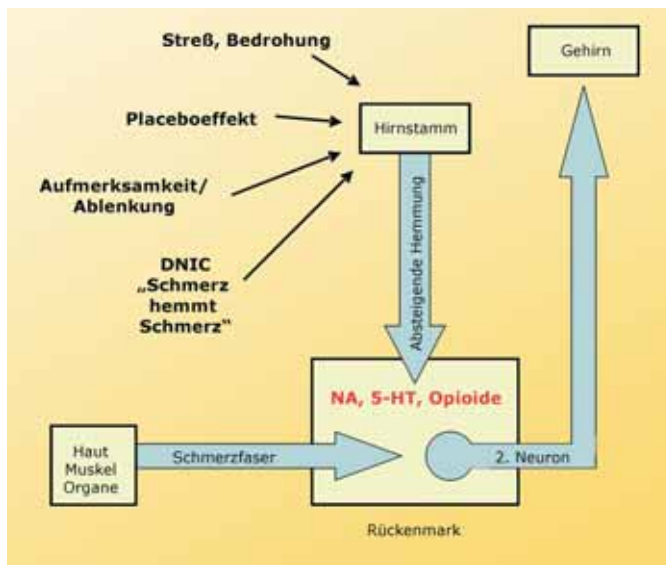 Streß, Bedrohung
Gehirn
Placeboeffekt
Hirnstamm
Aufmerksamkeit/
Ablenkung
DNIC
„Schmerz
hemmt
Schmerz“
Absteigende Hemmung
NA, 5-HT, Opioide
Haut
Muskel
Organe
Schmerzfaser
2. Neuron
Rückenmark